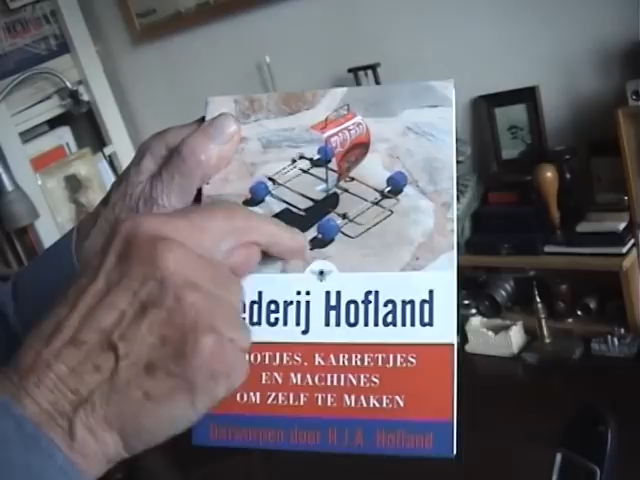 ederij Hofland
OOTJES, KARRETJES
EN MACHINES
OM ZELF TE MAKEN
Ontworpen door H.J.A. Hofland